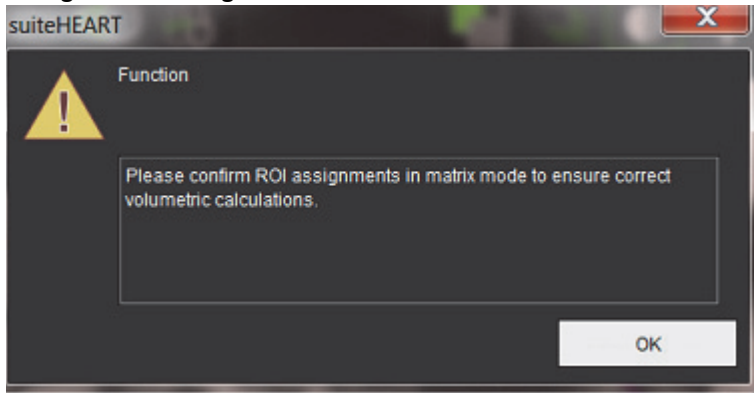 suiteHEART
Function
Please confirm ROI assignments in matrix mode to ensure correct
volumetric calculations.
OK